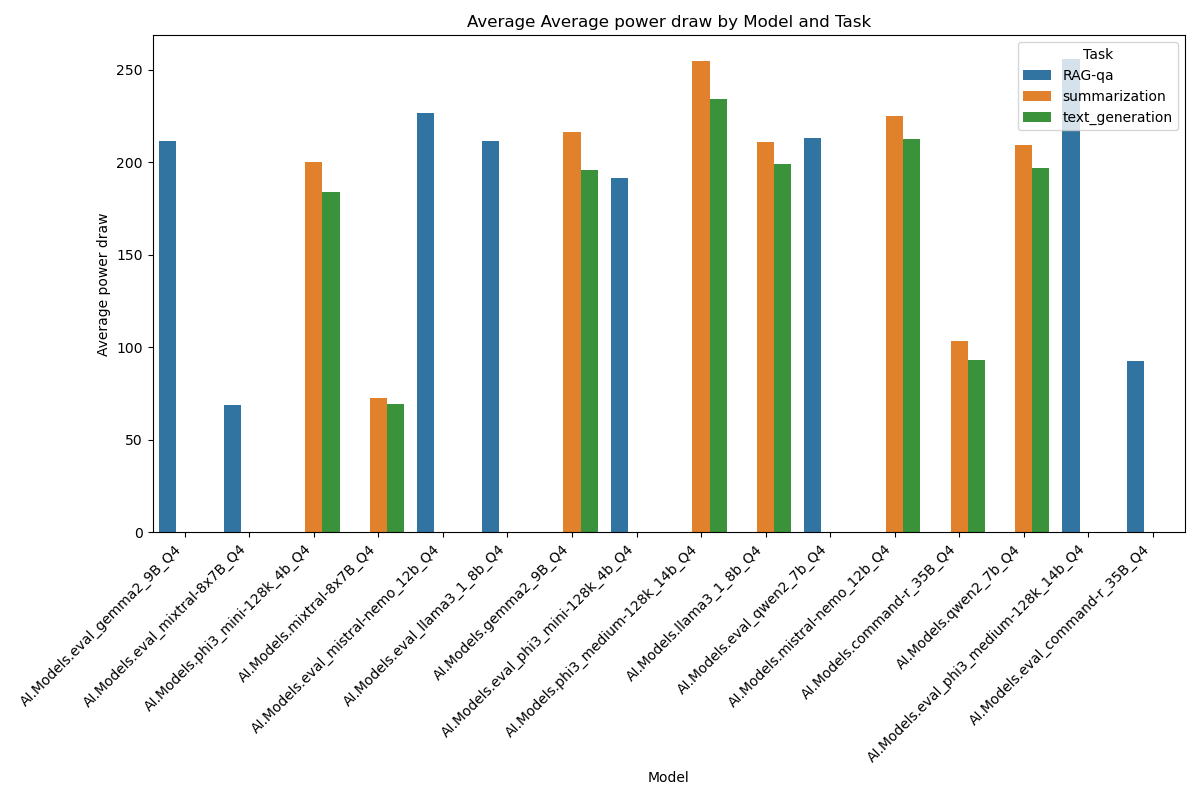 Average Average power draw by Model and Task
Task
RAG-qa
summarization
text_generation
Average power draw
250
200
150
100
50
0
AI.Models.eval_gemma2_9B_Q4
AI.Models.eval_mixtral-8x7B_Q4
AI.Models.phi3_mini-128k_4b_Q4
AI.Models.mixtral-8x7B_Q4
AI.Models.eval_mistral-nemo_12b_Q4
AI.Models.eval_llama3_1_8b_Q4
AI.Models.gemma2_9B_Q4
AI.Models.eval_phi3_mini-128k_4b_Q4
AI.Models.phi3_medium-128k_14b_Q4
AI.Models.llama3_1_8b_Q4
AI.Models.eval_qwen2_7b_Q4
AI.Models.mistral-nemo_12b_Q4
AI.Models.command-r_35B_Q4
AI.Models.qwen2_7b_Q4
AI.Models.eval_phi3_medium-128k_14b_Q4
AI.Models.eval_command-r_35B_Q4
Model